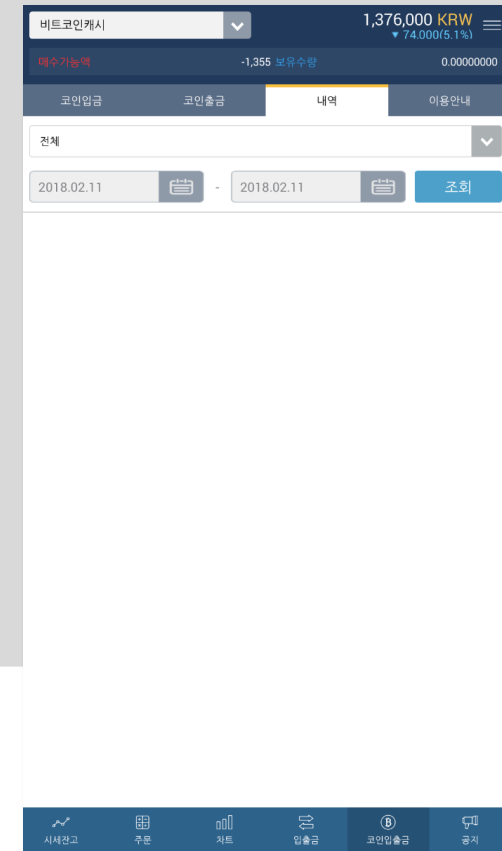 비트코인캐시
1,376,000 KRW
▼ 74.000(5.1%)
매수가능액 -1,355 보유수량 0.00000000
코인입금 코인출금 내역 이용안내
전체
2018.02.11 - 2018.02.11 조회
시세잔고 주문 차트 입출금 코인입출금 공지